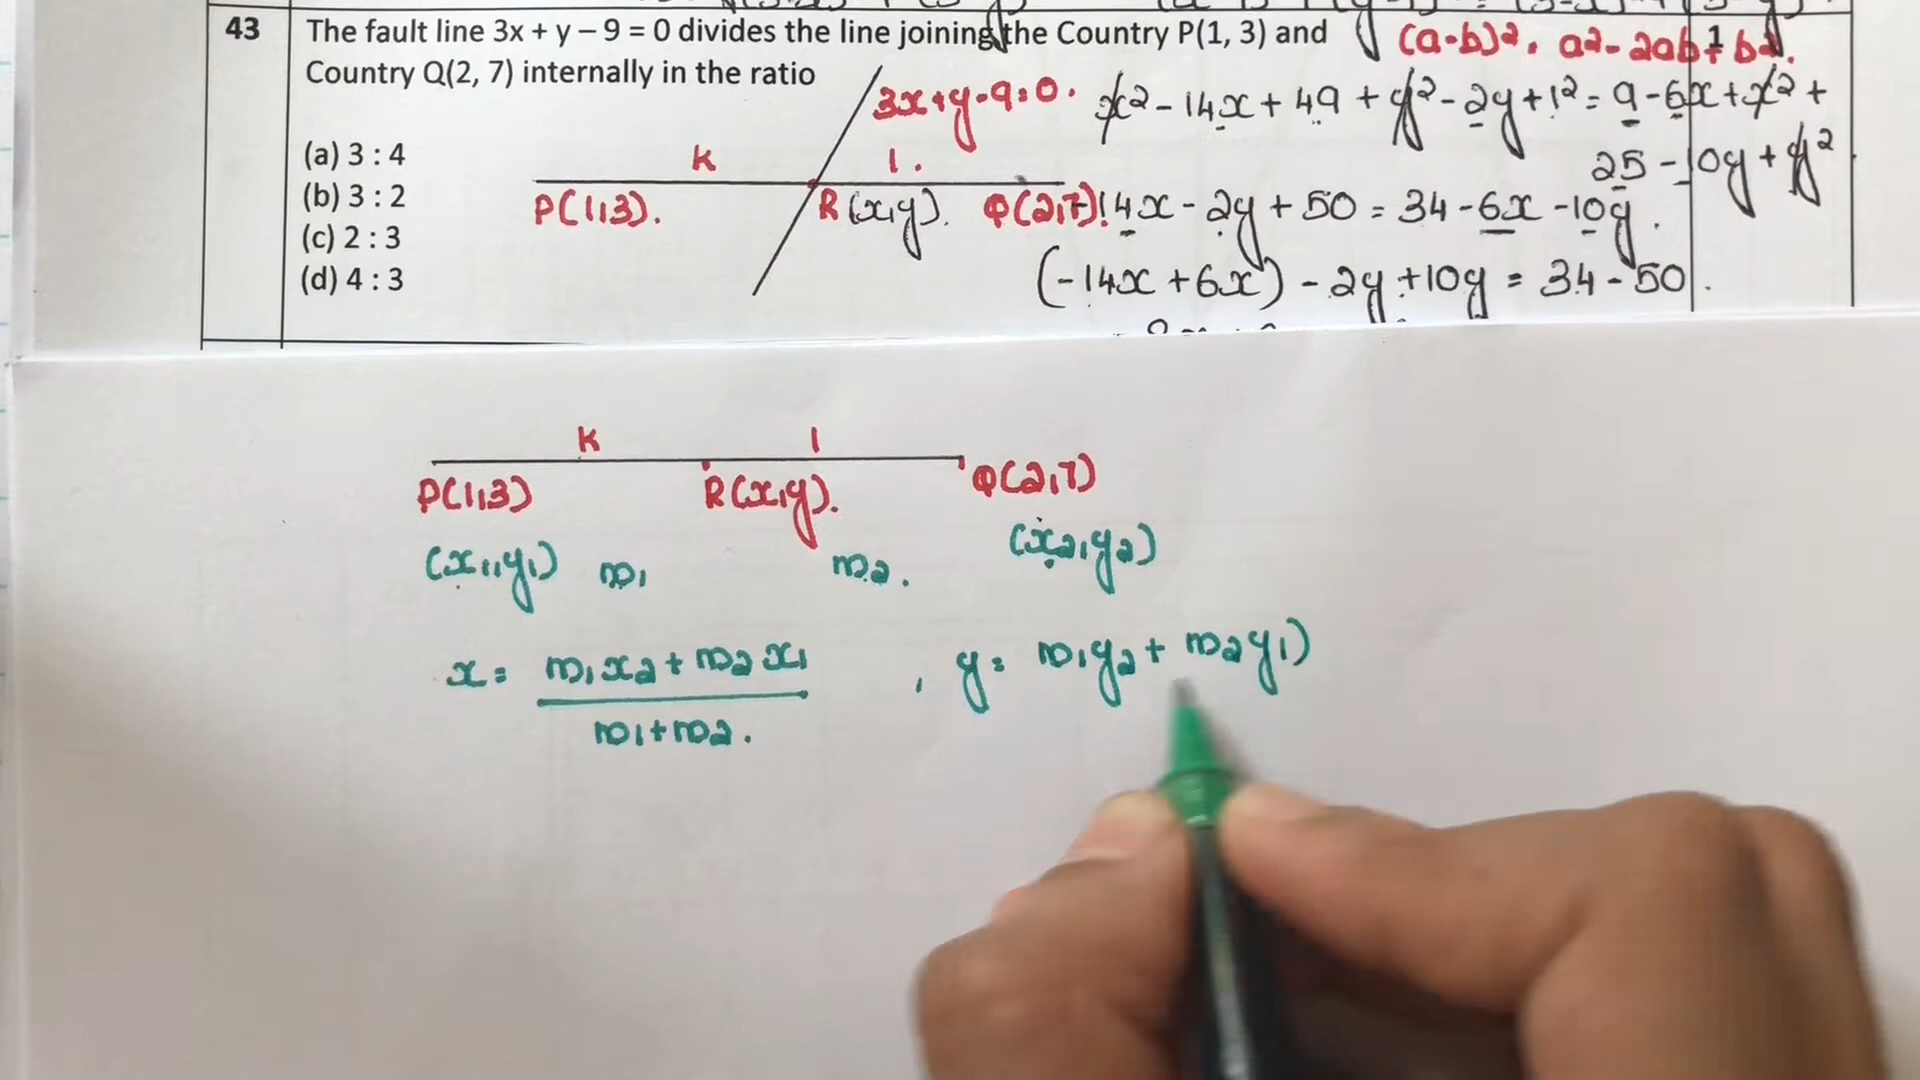 43 The fault line 3x + y – 9 = 0 divides the line joining the Country P(1, 3) and
Country Q(2, 7) internally in the ratio
(a) 3 : 4
(b) 3 : 2
(c) 2 : 3
(d) 4 : 3
3x+y-9=0.
k 1.
P(1,3). R(x,y). Q(2,7)
(a-b)2 = a2-2ab+b2.
x2-14x+49+y2-2y+12=9-6x+x2+
25-10y+y2
-14x-2y+50=34-6x-10y.
(-14x+6x)-2y+10y=34-50.
k 1
P(1,3) R(x,y). Q(2,7)
(x1,y1) m1 m2. (x2,y2)
x= m1x2+m2x1 , y= m1y2+m2y1)
m1+m2.